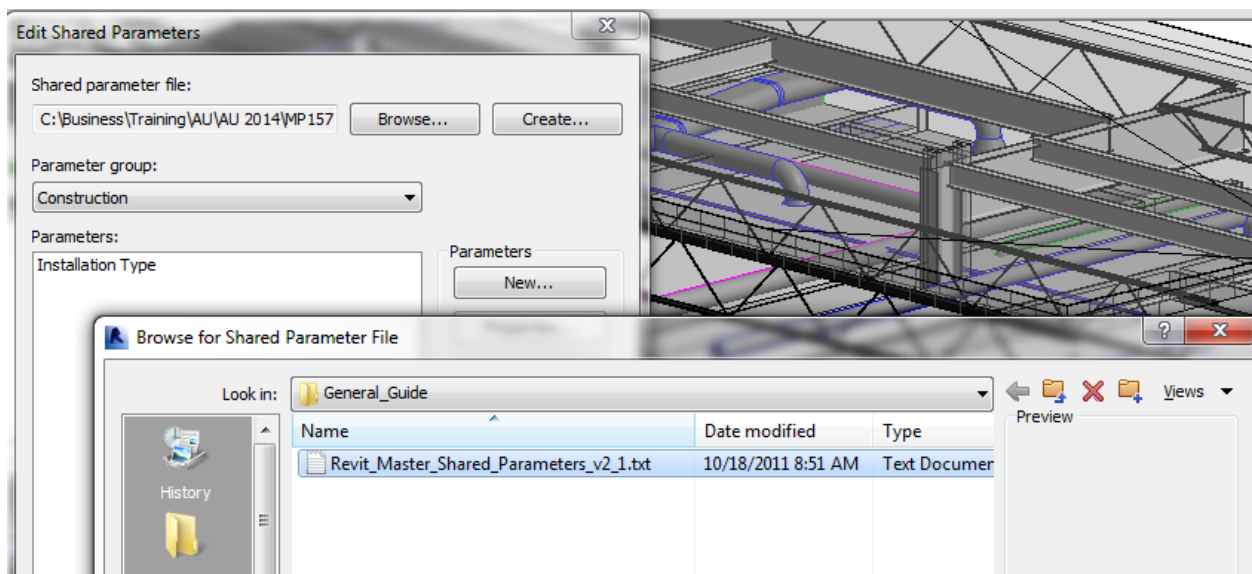 Edit Shared Parameters
Shared parameter file:
C:\Business\Training\AU\AU 2014\MP157
Browse...
Create...
Parameter group:
Construction
Parameters:
Installation Type
Parameters
New...
Browse for Shared Parameter File
Look in:
General_Guide
Views
Preview
Name
Date modified
Type
Revit_Master_Shared_Parameters_v2_1.txt
10/18/2011 8:51 AM
Text Documen
History